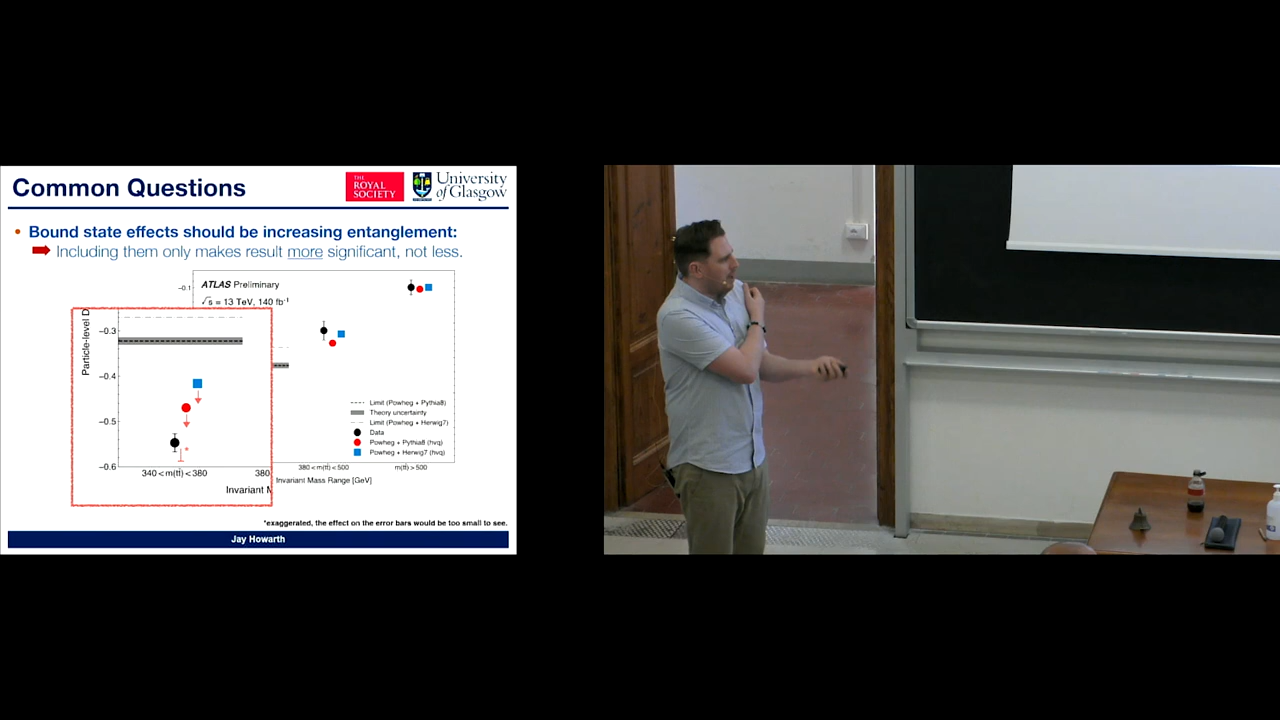 Common Questions
THE
ROYAL
SOCIETY
University
of Glasgow
• Bound state effects should be increasing entanglement:
Including them only makes result more significant, not less.
ATLAS Preliminary
√s = 13 TeV, 140 fb⁻¹
−0.1
Particle-level D
−0.3
−0.4
−0.5
−0.6
340 < m(tt̄) < 380
380
Invariant M
Limit (Powheg + Pythia8)
Theory uncertainty
Limit (Powheg + Herwig7)
Data
Powheg + Pythia8 (hvq)
Powheg + Herwig7 (hvq)
380 < m(tt̄) < 500
m(tt̄) > 500
Invariant Mass Range [GeV]
*
*exaggerated, the effect on the error bars would be too small to see.
Jay Howarth